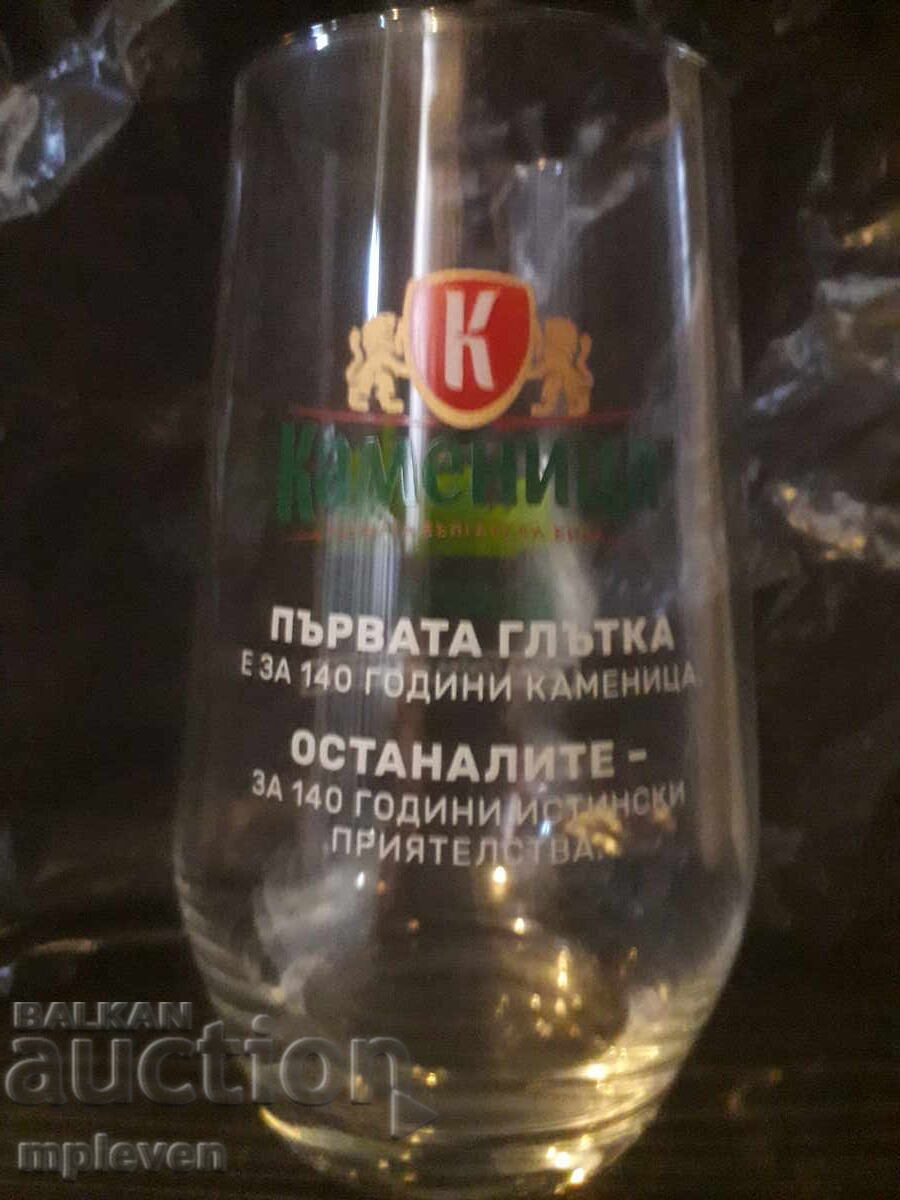 К
Каменица
ПЪРВАТА ГЛЪТКА
Е ЗА 140 ГОДИНИ КАМЕНИЦА.
ОСТАНАЛИТЕ -
ЗА 140 ГОДИНИ ИСТИНСКИ
ПРИЯТЕЛСТВА.
BALKAN
auction
mpleven